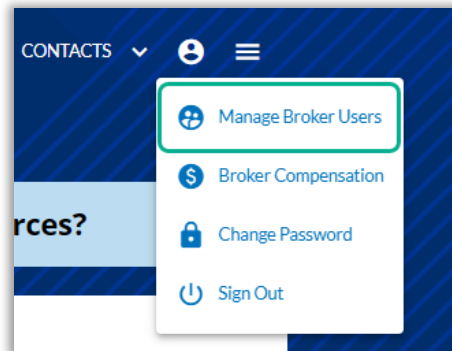 CONTACTS
Manage Broker Users
Broker Compensation
rces?
Change Password
Sign Out